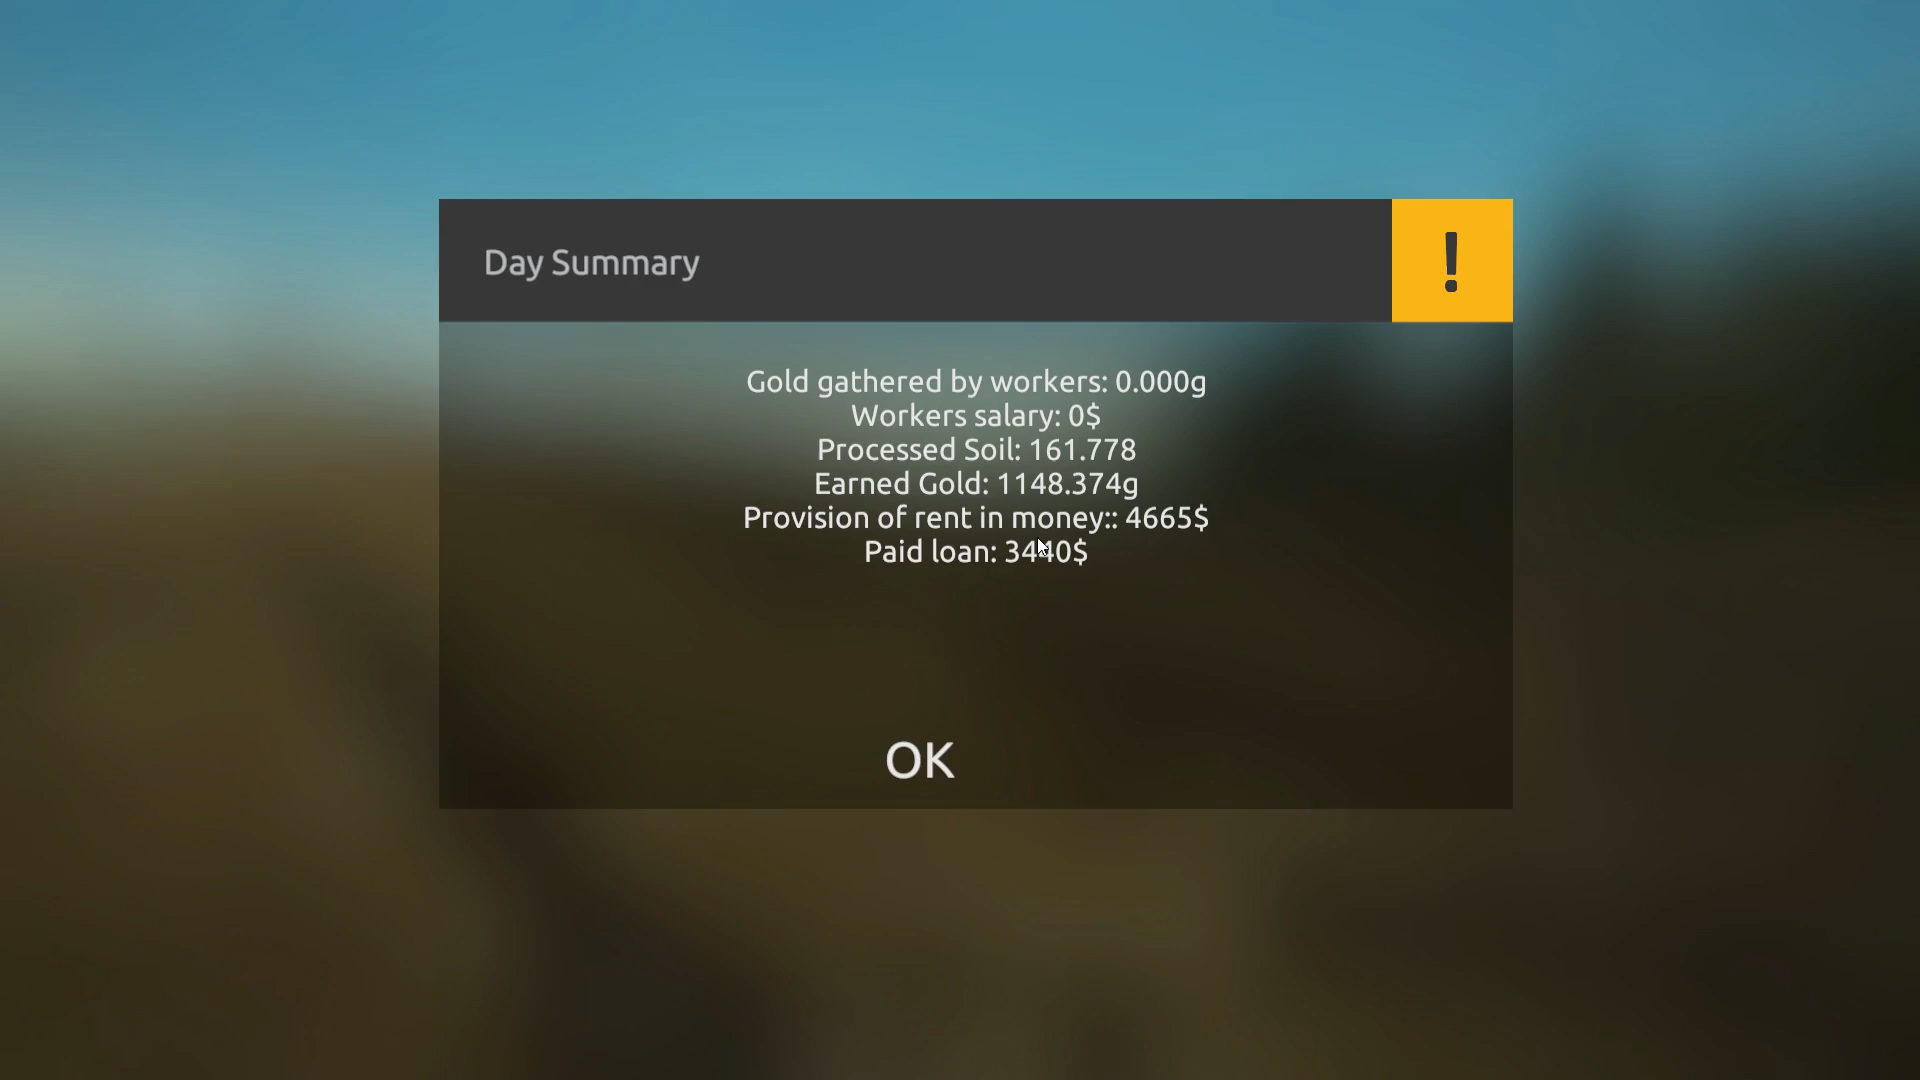 Day Summary
!
Gold gathered by workers: 0.000g
Workers salary: 0$
Processed Soil: 161.778
Earned Gold: 1148.374g
Provision of rent in money:: 4665$
Paid loan: 3440$
OK